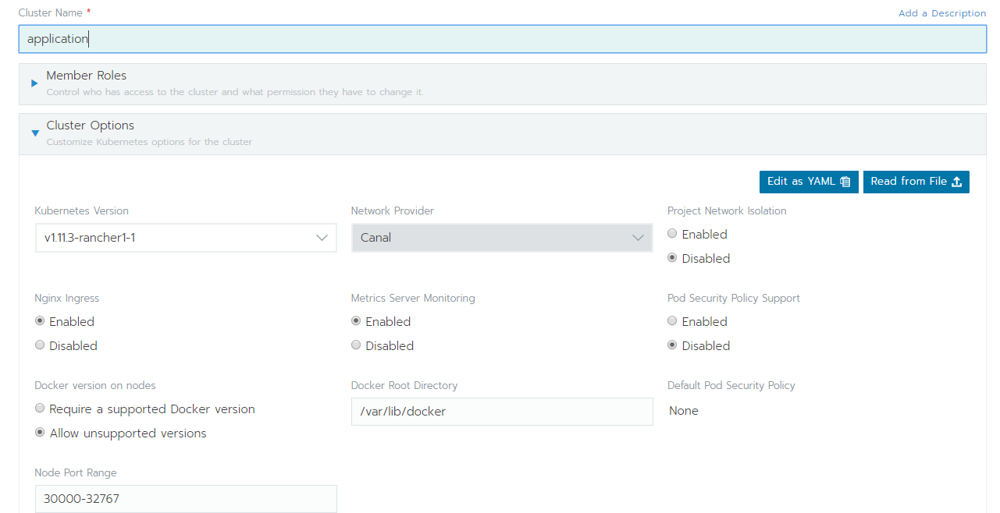 Cluster Name * Add a Description
application
Member Roles
Control who has access to the cluster and what permission they have to change it.
Cluster Options
Customize Kubernetes options for the cluster
Edit as YAML Read from File
Kubernetes Version Network Provider Project Network Isolation
v1.11.3-rancher1-1 Canal Enabled
Disabled
Nginx Ingress Metrics Server Monitoring Pod Security Policy Support
Enabled Enabled Enabled
Disabled Disabled Disabled
Docker version on nodes Docker Root Directory Default Pod Security Policy
Require a supported Docker version /var/lib/docker None
Allow unsupported versions
Node Port Range
30000-32767